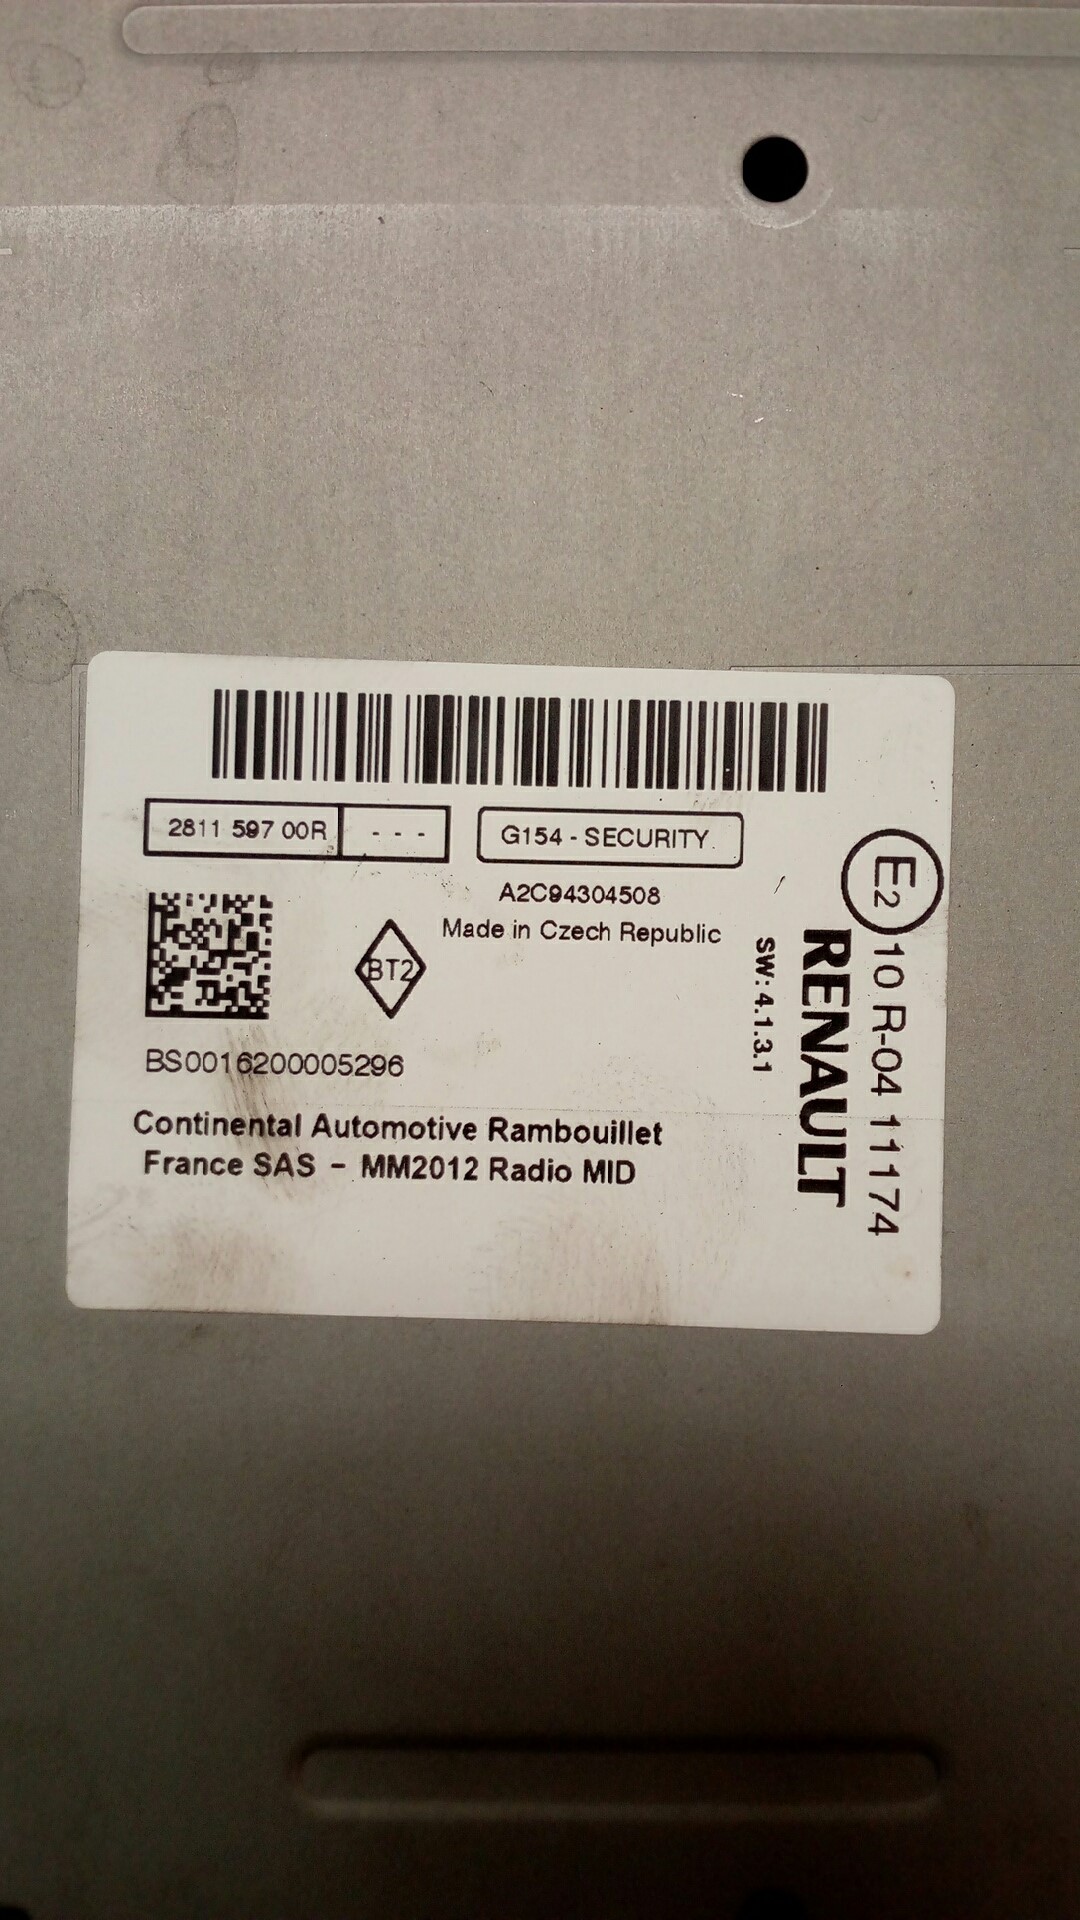 2811 597 00R - - -
G154 - SECURITY
A2C94304508
Made in Czech Republic
BT2
BS0016200005296
Continental Automotive Rambouillet
France SAS - MM2012 Radio MID
SW: 4.1.3.1
RENAULT
E2 10 R-04 11174